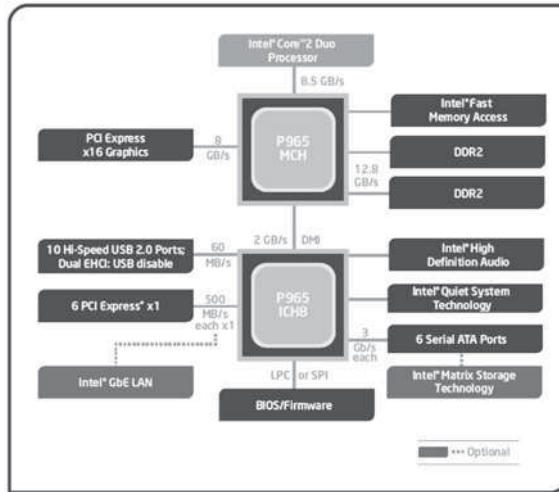 Intel® Core™2 Duo
Processor
8.5 GB/s
PCI Express
x16 Graphics
8
GB/s
P965
MCH
Intel® Fast
Memory Access
DDR2
12.8
GB/s
DDR2
2 GB/s
DMI
10 Hi-Speed USB 2.0 Ports;
Dual EHCI: USB disable
60
MB/s
6 PCI Express* x1
500
MB/s
each x1
Intel® GbE LAN
P965
ICH8
Intel® High
Definition Audio
Intel® Quiet System
Technology
3
Gb/s
each
6 Serial ATA Ports
Intel® Matrix Storage
Technology
LPC or SPI
BIOS/Firmware
Optional